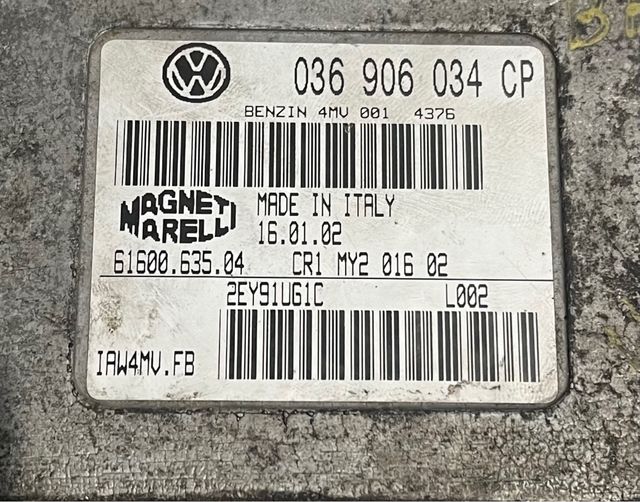 036 906 034 CP
BENZIN 4MV 001 4376
MAGNETI MARELLI
MADE IN ITALY
16.01.02
61600.635.04 CR1 MY2 016 02
2EY91UG1C L002
IAW4MV.FB